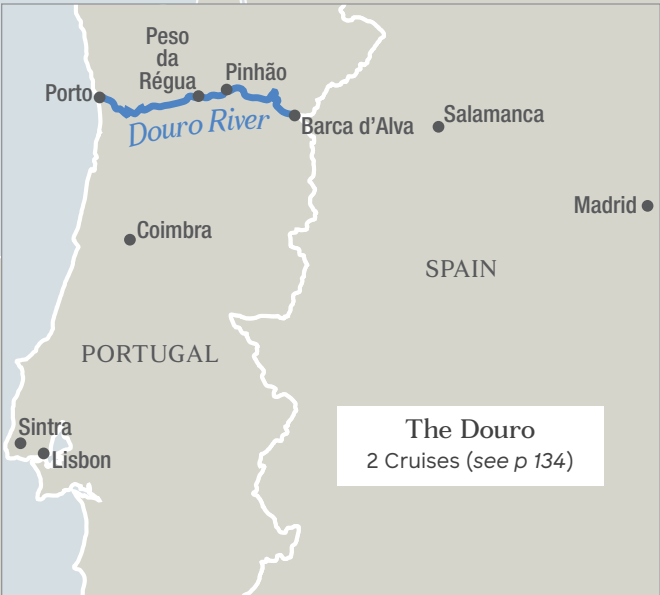 Peso
da
Régua
Pinhão
Porto
Douro River
Barca d'Alva
Salamanca
Madrid
Coimbra
SPAIN
PORTUGAL
The Douro
2 Cruises (see p 134)
Sintra
Lisbon